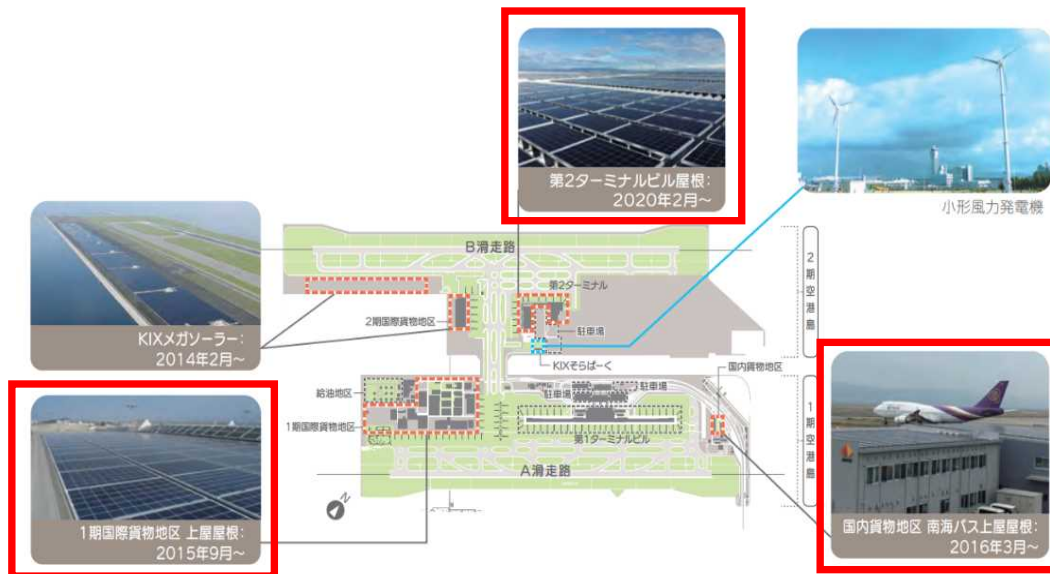 第2ターミナルビル屋根:
2020年2月~
小形風力発電機
KIXメガソーラー:
2014年2月~
B滑走路
第2ターミナル
2期国際貨物地区
駐車場
KIXそらぱーく
2期空港島
国内貨物地区
給油地区
駐車場
駐車場
1期国際貨物地区
第1ターミナルビル
A滑走路
1期空港島
N
1期国際貨物地区 上屋屋根:
2015年9月~
国内貨物地区 南海バス上屋屋根:
2016年3月~